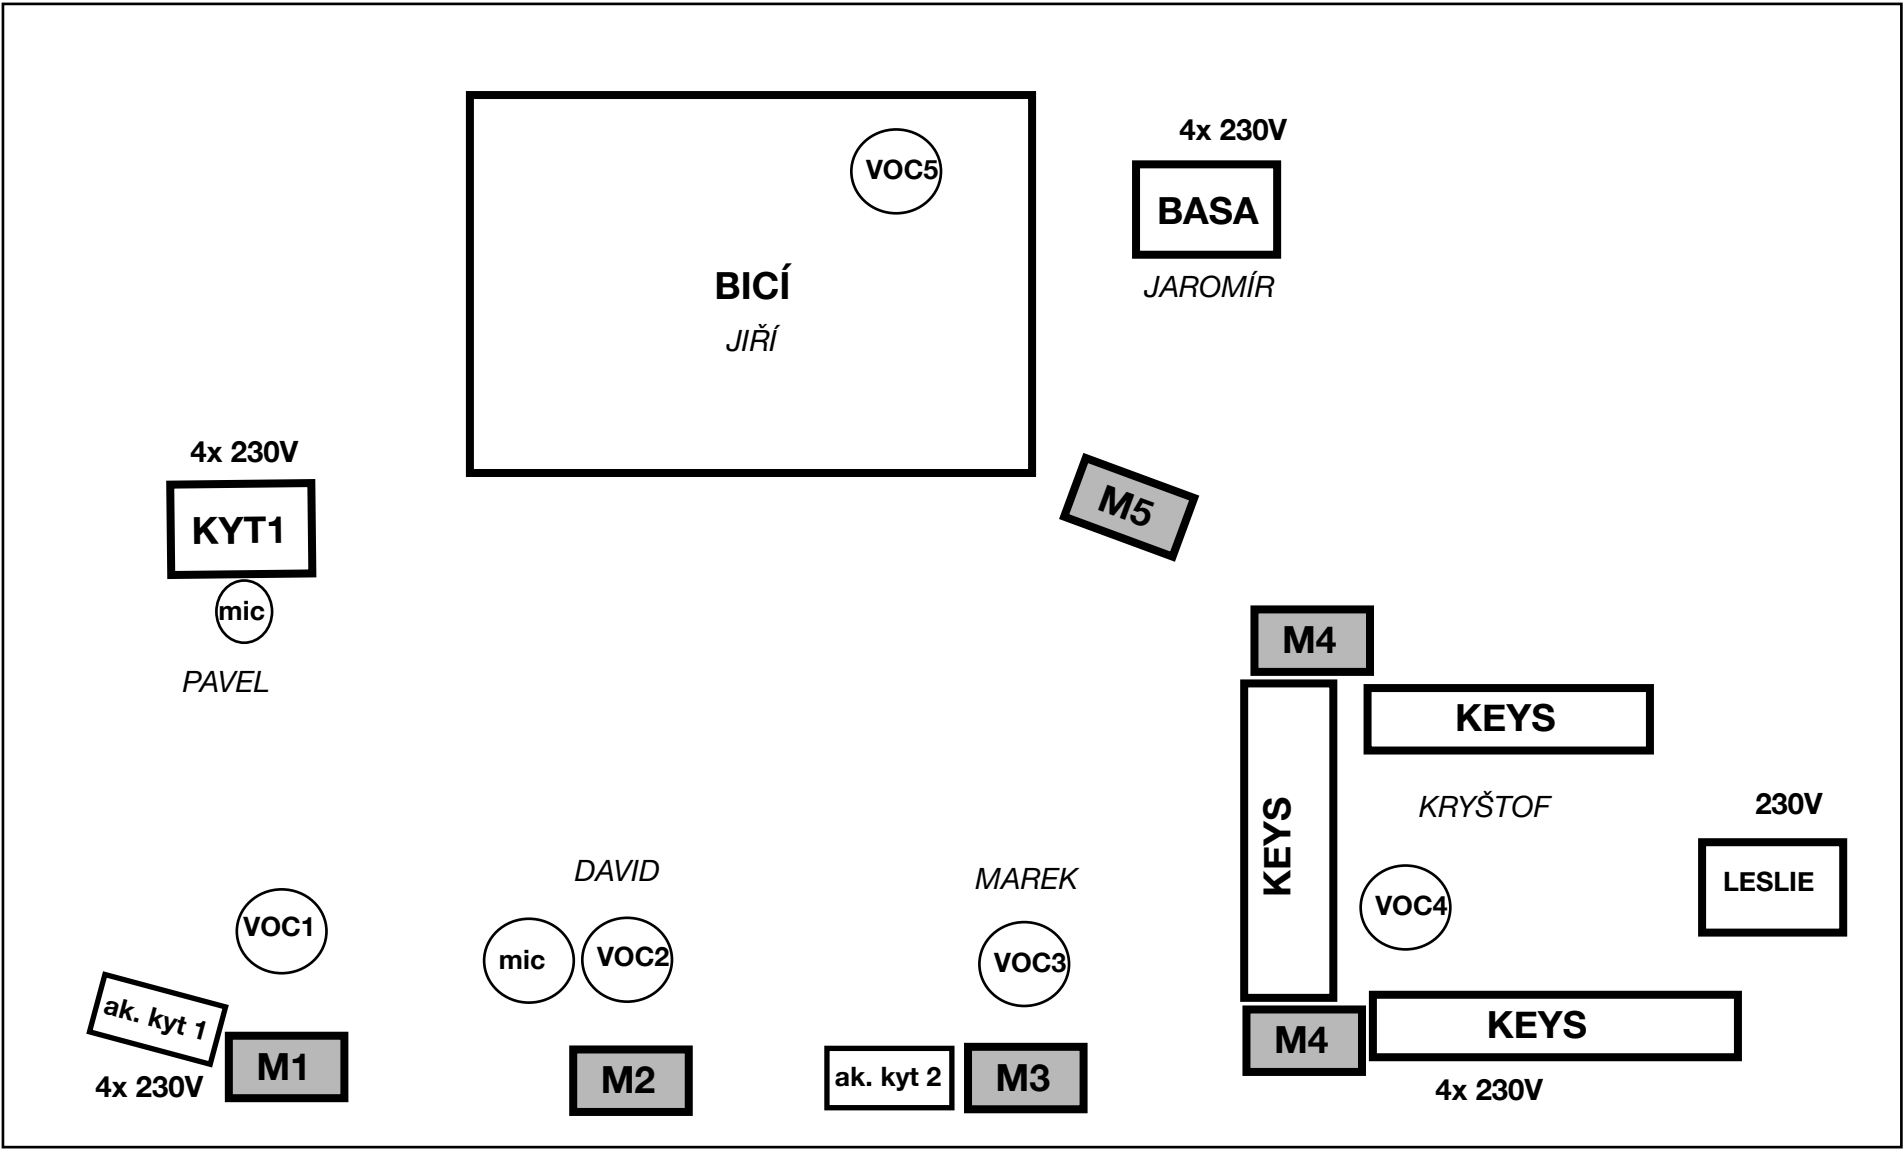 VOC5
4x 230V
BASA
JAROMÍR
BICÍ
JIŘÍ
4x 230V
KYT1
mic
PAVEL
M5
M4
KEYS
KEYS
KRYŠTOF
230V
LESLIE
VOC4
DAVID
MAREK
VOC1
mic
VOC2
VOC3
ak. kyt 1
M1
4x 230V
M2
ak. kyt 2
M3
M4
KEYS
4x 230V